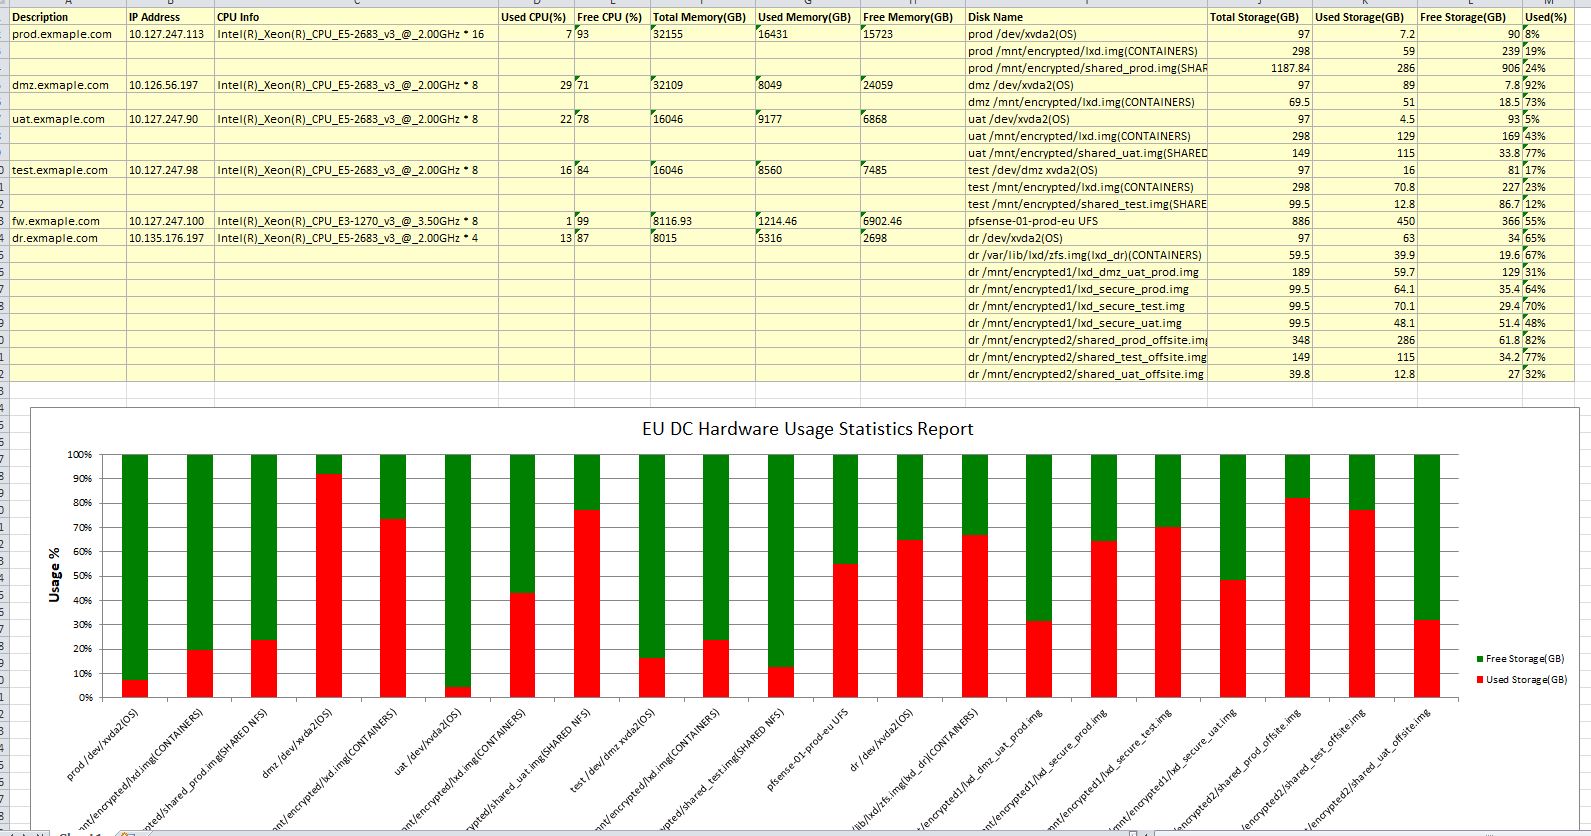 Description IP Address CPU Info Used CPU(%) Free CPU (%) Total Memory(GB) Used Memory(GB) Free Memory(GB) Disk Name Total Storage(GB) Used Storage(GB) Free Storage(GB) Used(%)
prod.exmaple.com 10.127.247.113 Intel(R)_Xeon(R)_CPU_E5-2683_v3_@_2.00GHz * 16 7 93 32155 16431 15723 prod /dev/xvda2(OS) 97 7.2 90 8%
prod /mnt/encrypted/lxd.img(CONTAINERS) 298 59 239 19%
prod /mnt/encrypted/shared_prod.img(SHAR 1187.84 286 906 24%
dmz.exmaple.com 10.126.56.197 Intel(R)_Xeon(R)_CPU_E5-2683_v3_@_2.00GHz * 8 29 71 32109 8049 24059 dmz /dev/xvda2(OS) 97 89 7.8 92%
dmz /mnt/encrypted/lxd.img(CONTAINERS) 69.5 51 18.5 73%
uat.exmaple.com 10.127.247.90 Intel(R)_Xeon(R)_CPU_E5-2683_v3_@_2.00GHz * 8 22 78 16046 9177 6868 uat /dev/xvda2(OS) 97 4.5 93 5%
uat /mnt/encrypted/lxd.img(CONTAINERS) 298 129 169 43%
uat /mnt/encrypted/shared_uat.img(SHARED 149 115 33.8 77%
test.exmaple.com 10.127.247.98 Intel(R)_Xeon(R)_CPU_E5-2683_v3_@_2.00GHz * 8 16 84 16046 8560 7485 test /dev/dmz xvda2(OS) 97 16 81 17%
test /mnt/encrypted/lxd.img(CONTAINERS) 298 70.8 227 23%
test /mnt/encrypted/shared_test.img(SHARE 99.5 12.8 86.7 12%
fw.exmaple.com 10.127.247.100 Intel(R)_Xeon(R)_CPU_E3-1270_v3_@_3.50GHz * 8 1 99 8116.93 1214.46 6902.46 pfsense-01-prod-eu UFS 886 450 366 55%
dr.exmaple.com 10.135.176.197 Intel(R)_Xeon(R)_CPU_E5-2683_v3_@_2.00GHz * 4 13 87 8015 5316 2698 dr /dev/xvda2(OS) 97 63 34 65%
dr /var/lib/lxd/zfs.img(lxd_dr)(CONTAINERS) 59.5 39.9 19.6 67%
dr /mnt/encrypted1/lxd_dmz_uat_prod.img 189 59.7 129 31%
dr /mnt/encrypted1/lxd_secure_prod.img 99.5 64.1 35.4 64%
dr /mnt/encrypted1/lxd_secure_test.img 99.5 70.1 29.4 70%
dr /mnt/encrypted1/lxd_secure_uat.img 99.5 48.1 51.4 48%
dr /mnt/encrypted2/shared_prod_offsite.img 348 286 61.8 82%
dr /mnt/encrypted2/shared_test_offsite.img 149 115 34.2 77%
dr /mnt/encrypted2/shared_uat_offsite.img 39.8 12.8 27 32%
EU DC Hardware Usage Statistics Report
Usage %
100%
90%
80%
70%
60%
50%
40%
30%
20%
10%
0%
Free Storage(GB)
Used Storage(GB)
prod /dev/xvda2(OS)
nt/encrypted/lxd.img(CONTAINERS)
pted/shared_prod.img(SHARED NFS)
dmz /dev/xvda2(OS)
nt/encrypted/lxd.img(CONTAINERS)
uat /dev/xvda2(OS)
nt/encrypted/lxd.img(CONTAINERS)
ypted/shared_uat.img(SHARED NFS)
test /dev/dmz xvda2(OS)
nt/encrypted/lxd.img(CONTAINERS)
ypted/shared_test.img(SHARED NFS)
pfsense-01-prod-eu UFS
dr /dev/xvda2(OS)
/lib/lxd/zfs.img(lxd_dr)(CONTAINERS)
t/encrypted1/lxd_dmz_uat_prod.img
nt/encrypted1/lxd_secure_prod.img
nt/encrypted1/lxd_secure_test.img
mnt/encrypted1/lxd_secure_uat.img
encrypted2/shared_prod_offsite.img
encrypted2/shared_test_offsite.img
/encrypted2/shared_uat_offsite.img